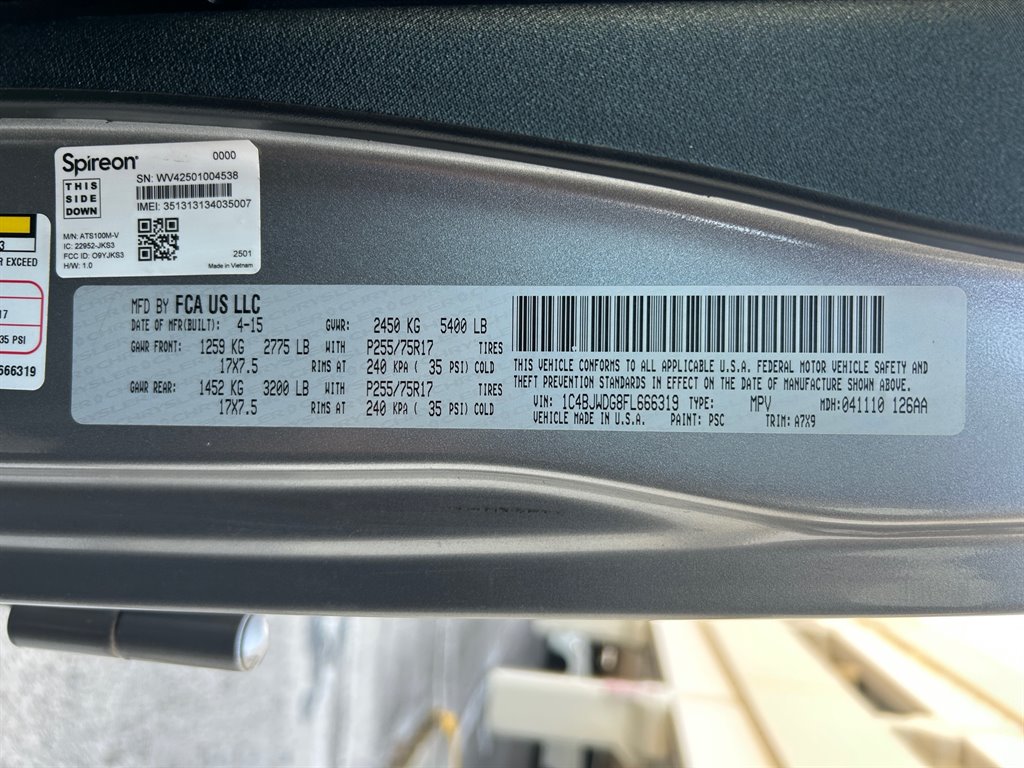 Spireon®
0000
THIS
SIDE
DOWN
SN: WV42501004538
IMEI: 351313134035007
M/N: ATS100M-V
IC: 22952-JKS3
FCC ID: O9YJKS3
H/W: 1.0
2501
Made in Vietnam
3
R EXCEED
17
35 PSI
566319
MFD BY FCA US LLC
DATE OF MFR(BUILT): 4-15 GVWR: 2450 KG 5400 LB
GAWR FRONT: 1259 KG 2775 LB WITH P255/75R17 TIRES
17X7.5 RIMS AT 240 KPA ( 35 PSI) COLD
GAWR REAR: 1452 KG 3200 LB WITH P255/75R17 TIRES
17X7.5 RIMS AT 240 KPA ( 35 PSI) COLD
THIS VEHICLE CONFORMS TO ALL APPLICABLE U.S.A. FEDERAL MOTOR VEHICLE SAFETY AND
THEFT PREVENTION STANDARDS IN EFFECT ON THE DATE OF MANUFACTURE SHOWN ABOVE.
VIN: 1C4BJWDG8FL666319 TYPE: MPV MDH: 041110 126AA
VEHICLE MADE IN U.S.A. PAINT: PSC TRIM: A7X9